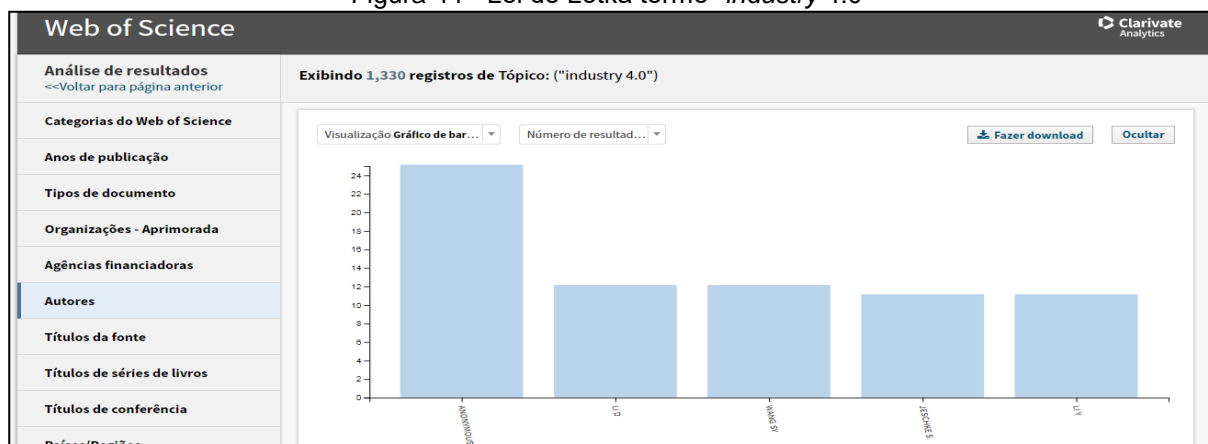 Figura 44 - Lei de Lotka termo "Industry 4.0"
Web of Science
Clarivate
Analytics
Análise de resultados
<<Voltar para página anterior
Exibindo 1,330 registros de Tópico: ("industry 4.0")
Categorias do Web of Science
Anos de publicação
Tipos de documento
Organizações - Aprimorada
Agências financiadoras
Autores
Títulos da fonte
Títulos de séries de livros
Títulos de conferência
Países/Regiões
Visualização Gráfico de bar...
Número de resultad...
Fazer download
Ocultar
24
22
20
18
16
14
12
10
8
6
4
2
0
ANONYMOUS
LI D
WANG SY
JESCHKE S
LI Y